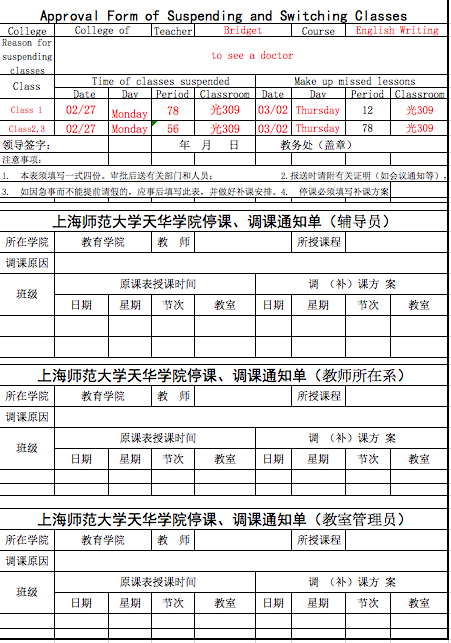 Approval Form of Suspending and Switching Classes
College College of Teacher Bridget Course English Writing
Reason for suspending classes to see a doctor
Class Time of classes suspended Make up missed lessons
Date Day Period Classroom Date Day Period Classroom
Class 1 02/27 Monday 78 光309 03/02 Thursday 12 光309
Class2,3 02/27 Monday 56 光309 03/02 Thursday 78 光309
领导签字: 年 月 日 教务处（盖章）
注意事项:
1. 本表须填写一式四份。审批后送有关部门和人员; 2.报送时请附有关证明（如会议通知等）。
3. 如因急事而不能提前请假的，应事后填写此表，并做好补课安排。4. 停课必须填写补课方案
上海师范大学天华学院停课、调课通知单（辅导员）
所在学院 教育学院 教 师 所授课程
调课原因
班级 原课表授课时间 调 （补）课方 案
日期 星期 节次 教室 日期 星期 节次 教室
上海师范大学天华学院停课、调课通知单（教师所在系）
所在学院 教育学院 教 师 所授课程
调课原因
班级 原课表授课时间 调 （补）课方 案
日期 星期 节次 教室 日期 星期 节次 教室
上海师范大学天华学院停课、调课通知单（教室管理员）
所在学院 教育学院 教 师 所授课程
调课原因
班级 原课表授课时间 调 （补）课方 案
日期 星期 节次 教室 日期 星期 节次 教室